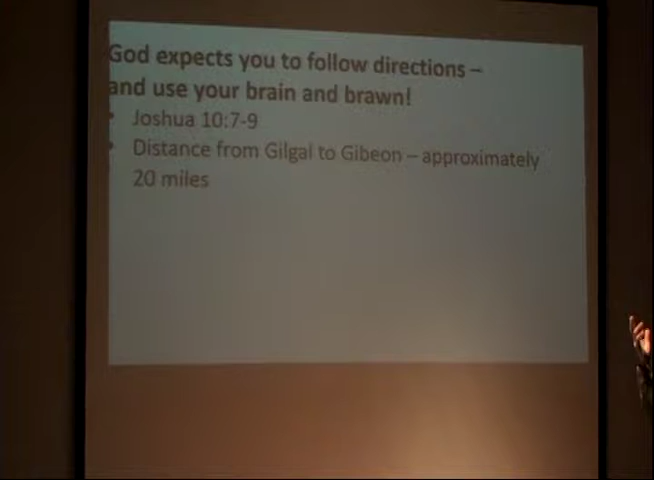 God expects you to follow directions –
and use your brain and brawn!
• Joshua 10:7-9
• Distance from Gilgal to Gibeon – approximately
20 miles